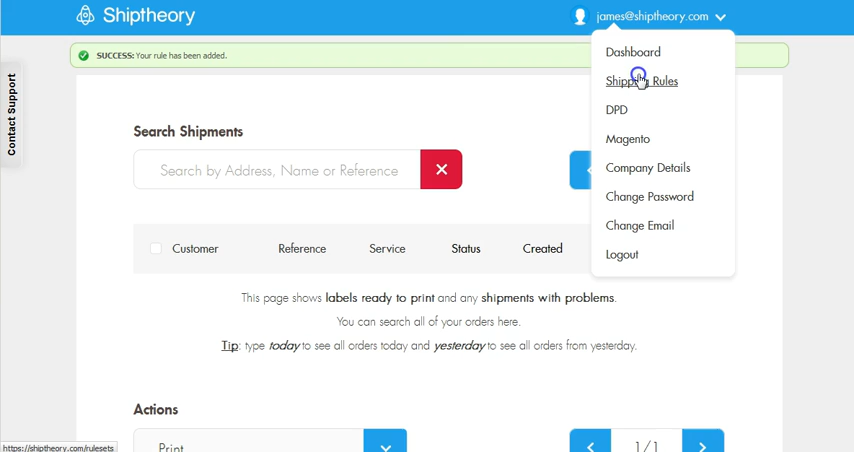 Shiptheory
james@shiptheory.com
SUCCESS: Your rule has been added.
Dashboard
Shipping Rules
DPD
Magento
Company Details
Change Password
Change Email
Logout
Contact Support
Search Shipments
Search by Address, Name or Reference
Customer Reference Service Status Created
This page shows labels ready to print and any shipments with problems.
You can search all of your orders here.
Tip: type today to see all orders today and yesterday to see all orders from yesterday.
Actions
Print
1/1
https://shiptheory.com/rulesets